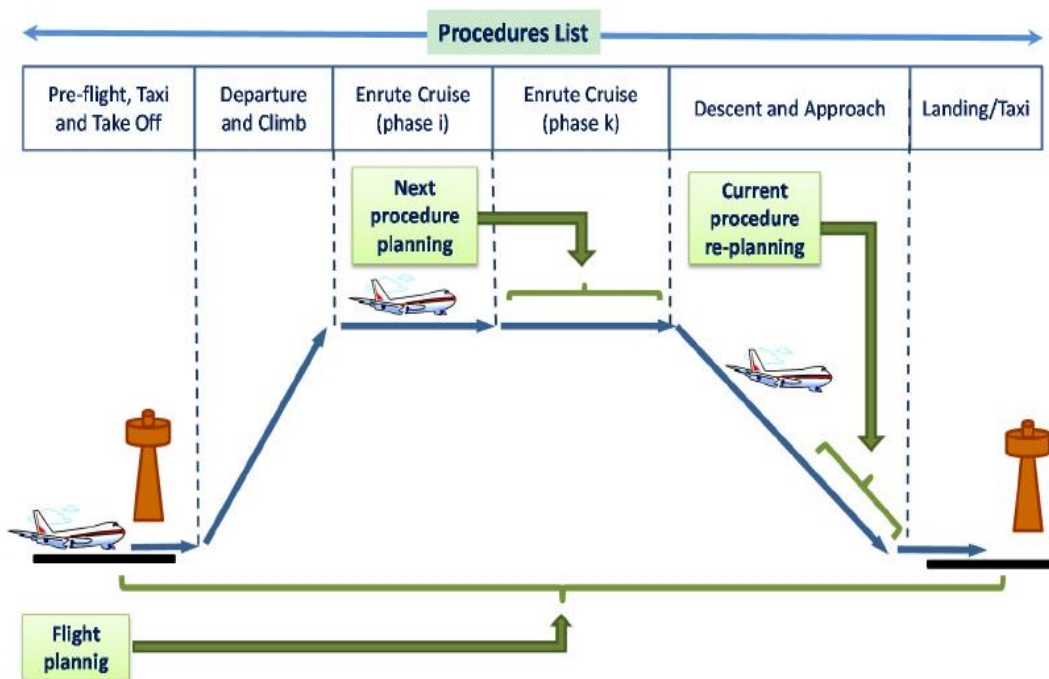 Procedures List
Pre-flight, Taxi
and Take Off
Departure
and Climb
Enrute Cruise
(phase i)
Enrute Cruise
(phase k)
Descent and Approach
Landing/Taxi
Next
procedure
planning
Current
procedure
re-planning
Flight
plannig